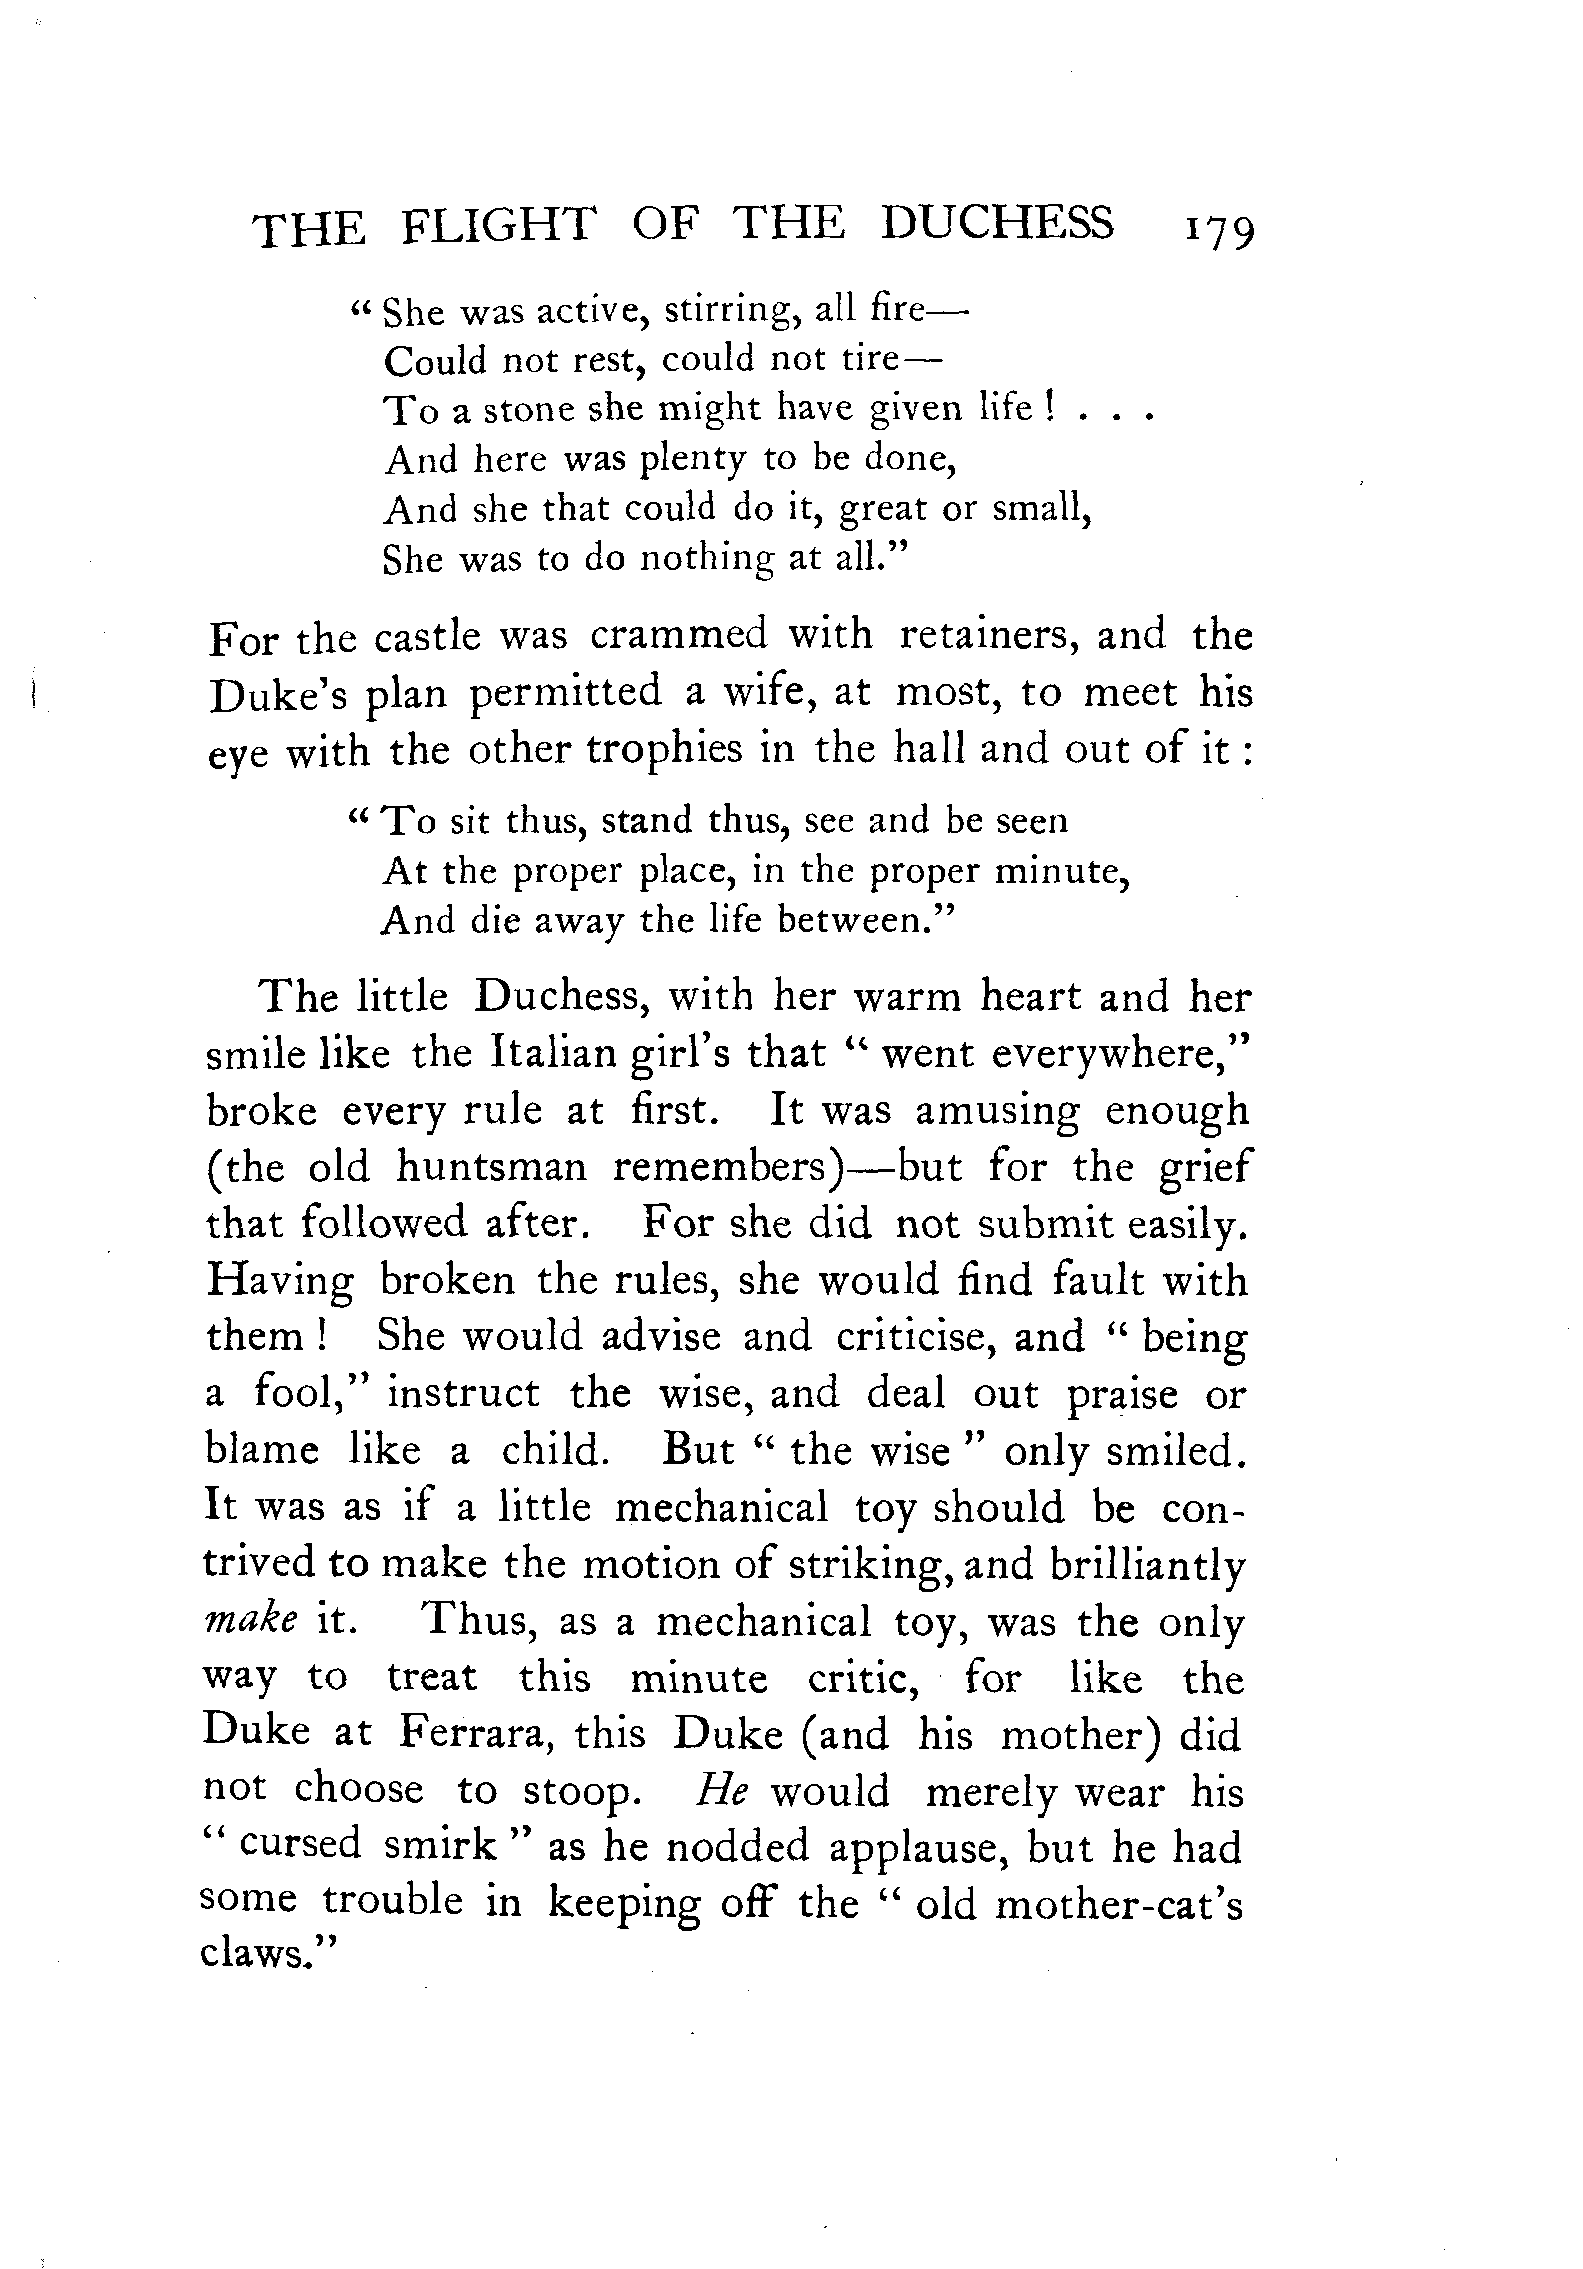 THE FLIGHT OF THE DUCHESS 179
" She was active, stirring, all fire—
Could not rest, could not tire—
To a stone she might have given life ! . . .
And here was plenty to be done,
And she that could do it, great or small,
She was to do nothing at all."
For the castle was crammed with retainers, and the
Duke's plan permitted a wife, at most, to meet his
eye with the other trophies in the hall and out of it :
" To sit thus, stand thus, see and be seen
At the proper place, in the proper minute,
And die away the life between."
The little Duchess, with her warm heart and her
smile like the Italian girl's that " went everywhere,"
broke every rule at first. It was amusing enough
(the old huntsman remembers)—but for the grief
that followed after. For she did not submit easily.
Having broken the rules, she would find fault with
them ! She would advise and criticise, and " being
a fool," instruct the wise, and deal out praise or
blame like a child. But " the wise " only smiled.
It was as if a little mechanical toy should be con-
trived to make the motion of striking, and brilliantly
make it. Thus, as a mechanical toy, was the only
way to treat this minute critic, for like the
Duke at Ferrara, this Duke (and his mother) did
not choose to stoop. He would merely wear his
" cursed smirk " as he nodded applause, but he had
some trouble in keeping off the " old mother-cat's
claws."